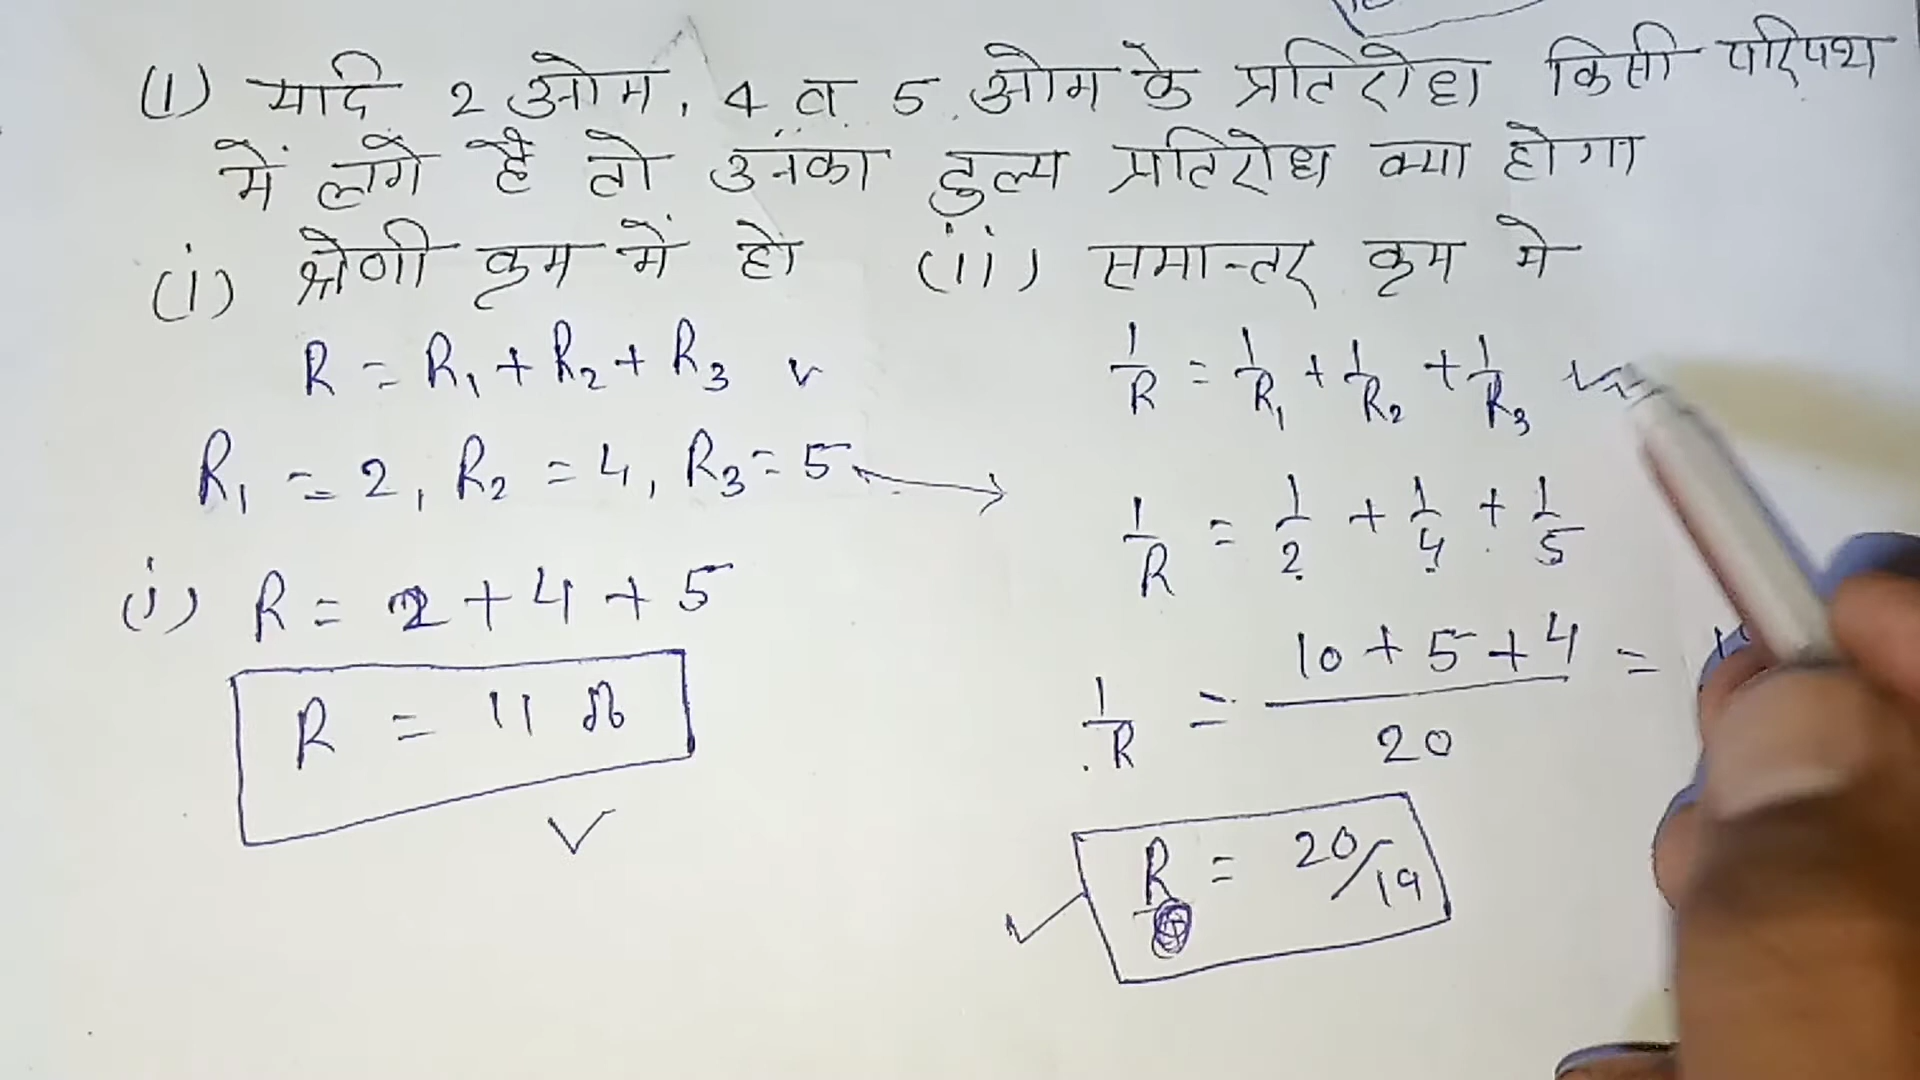 (1) यदि 2 ओम, 4 व 5 ओम के प्रतिरोध किसी परिपथ
में लगे है तो उनका तुल्य प्रतिरोध क्या होगा
(i) श्रेणी क्रम में हो (ii) समान्तर क्रम मे
R = R₁ + R₂ + R₃
1/R = 1/R₁ + 1/R₂ + 1/R₃
R₁ = 2, R₂ = 4, R₃ = 5 →
1/R = 1/2 + 1/4 + 1/5
(i) R = 2 + 4 + 5
1/R = (10 + 5 + 4)/20 =
R = 11 Ω
R = 20/19